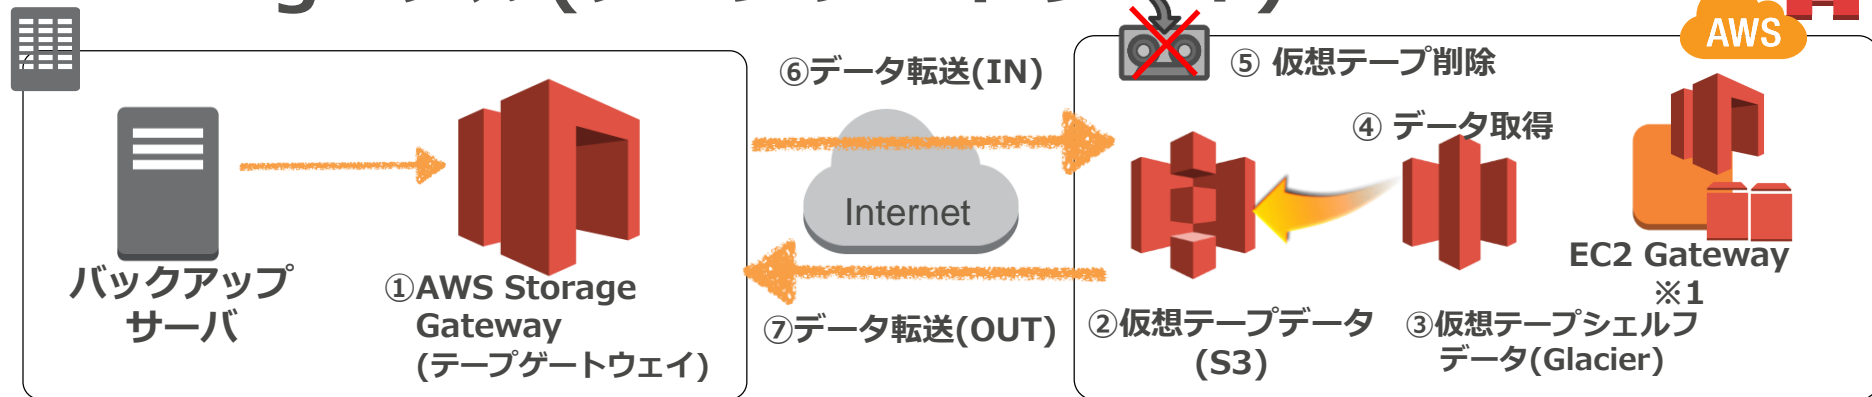 AWS
⑥データ転送(IN)
⑤ 仮想テープ削除
④ データ取得
Internet
バックアップ
サーバ
①AWS Storage
Gateway
(テープゲートウェイ)
⑦データ転送(OUT)
②仮想テープデータ
(S3)
③仮想テープシェルフ
データ(Glacier)
EC2 Gateway
※1